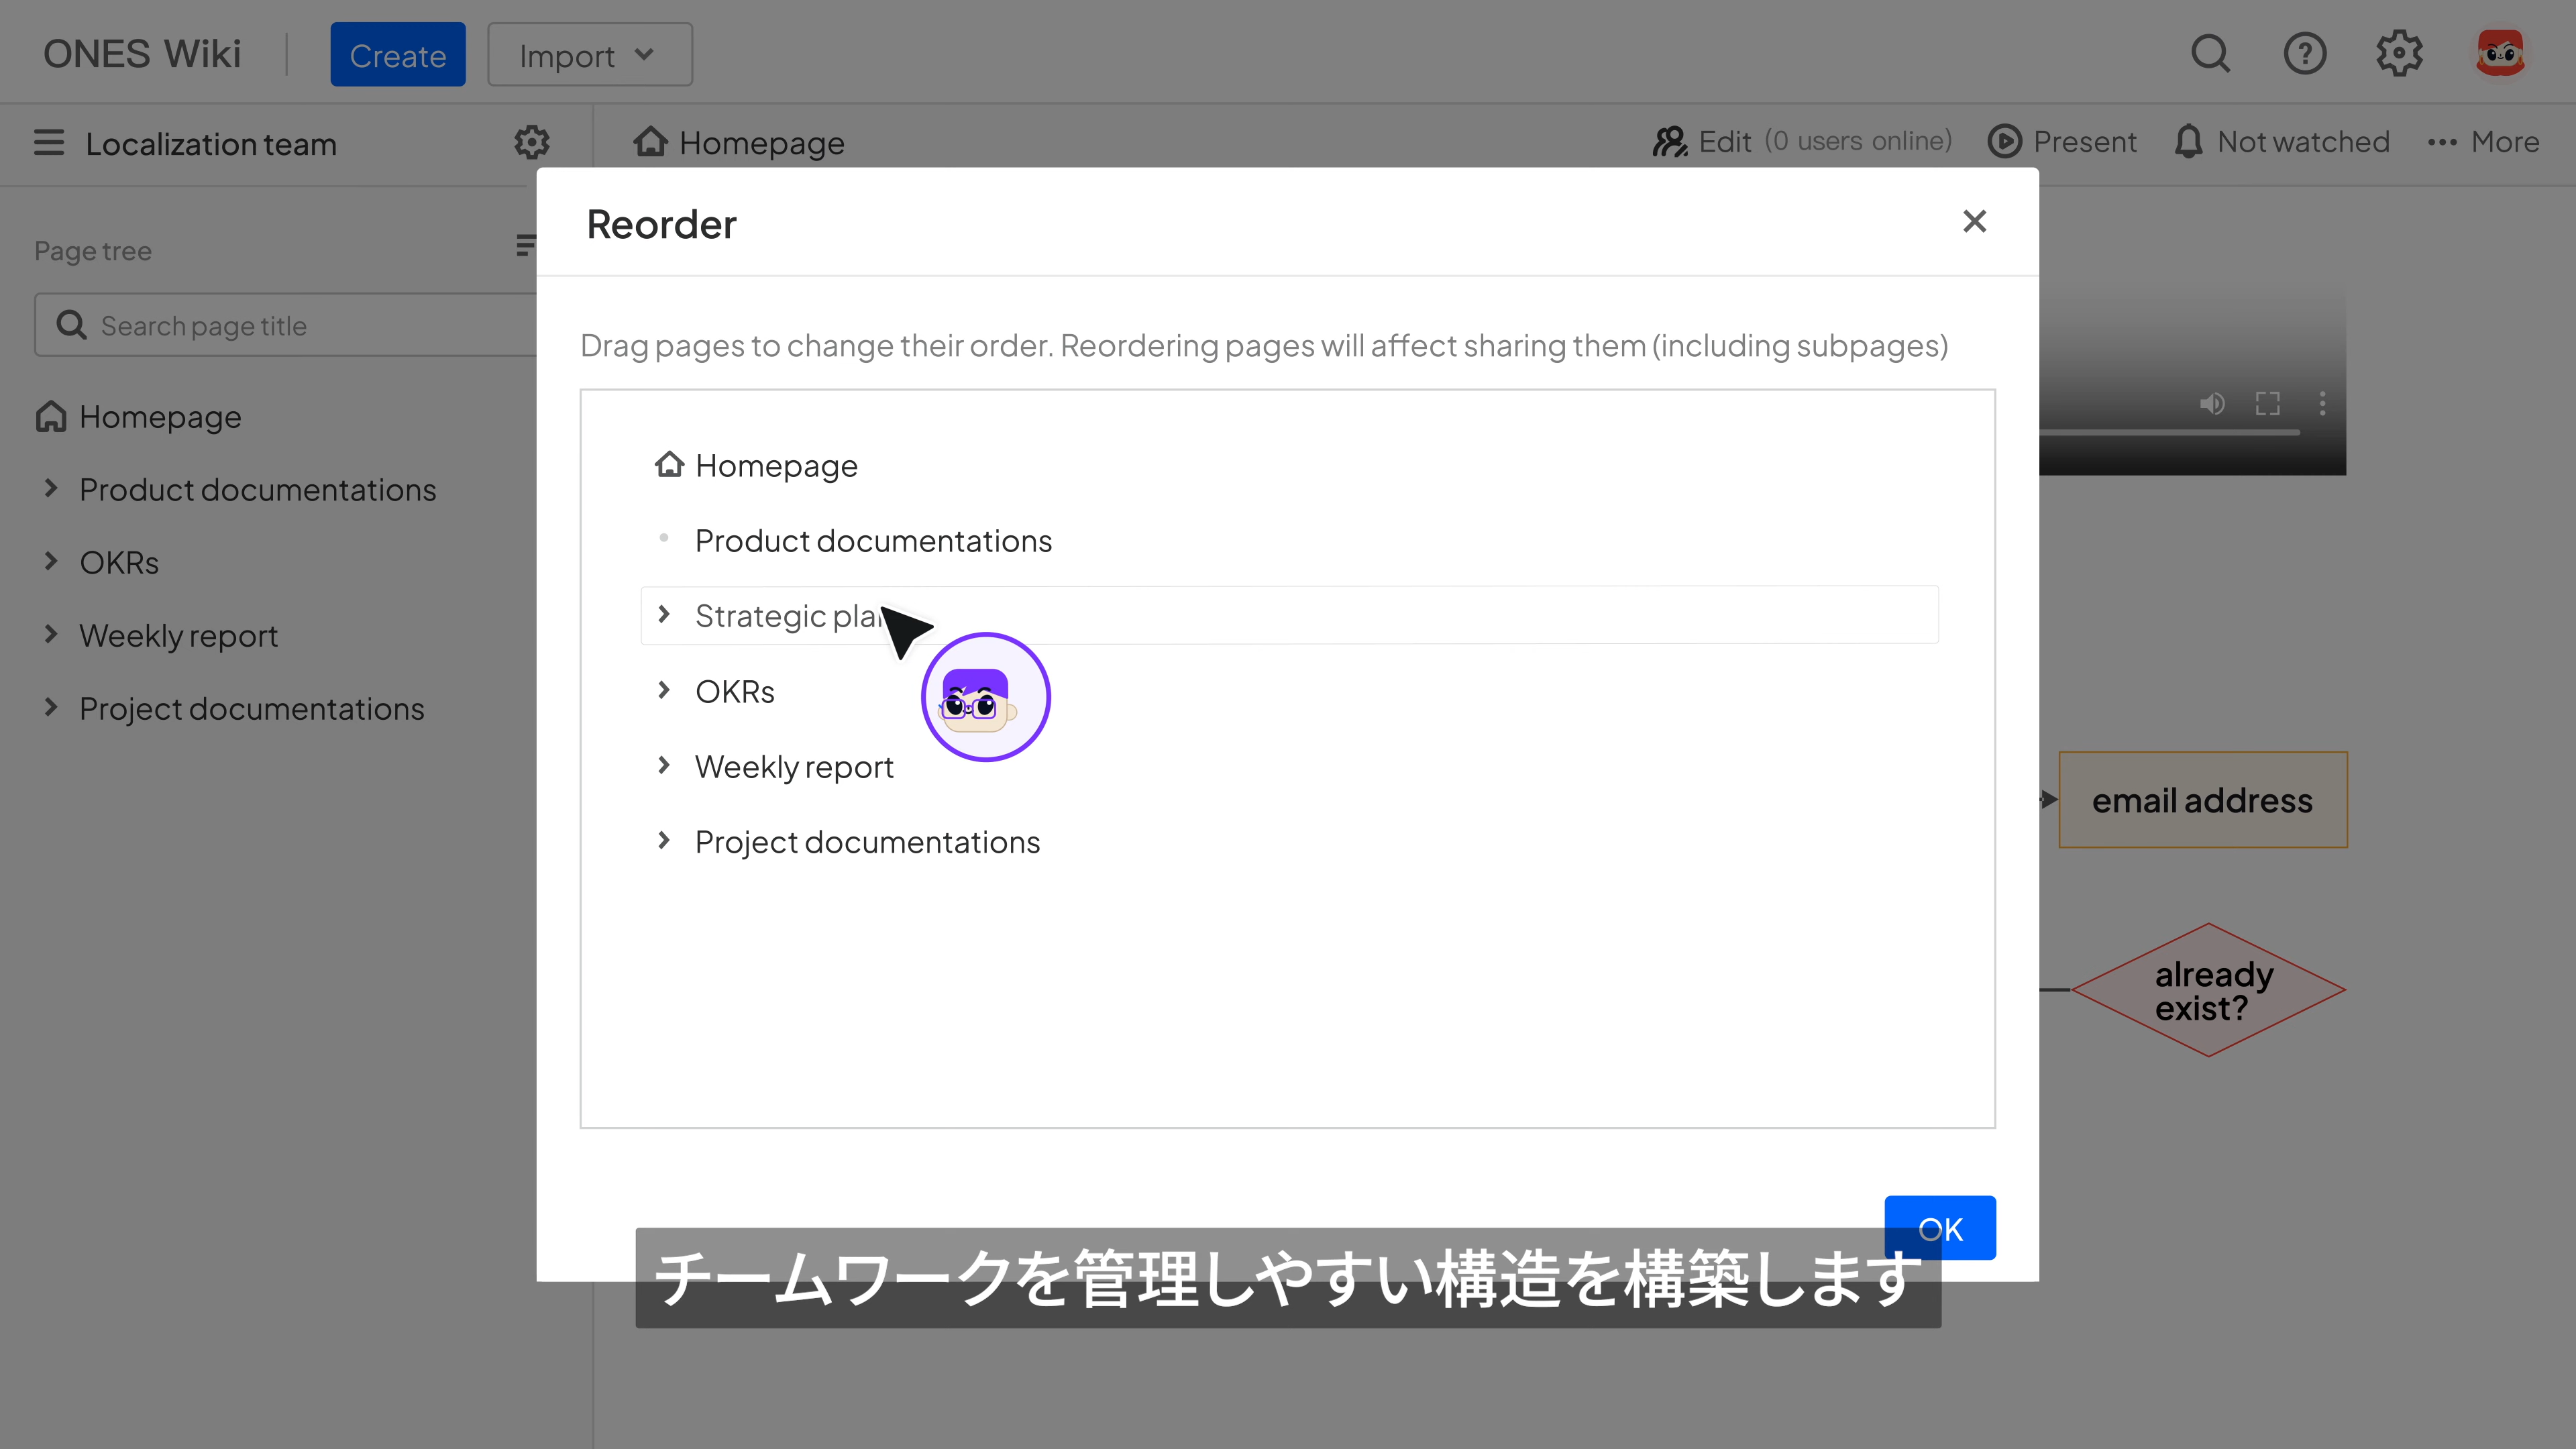 ONES Wiki
Create
Import
Localization team
Homepage
Edit (0 users online)
Present
Not watched
More
Page tree
Search page title
Homepage
Product documentations
OKRs
Weekly report
Project documentations
Reorder
Drag pages to change their order. Reordering pages will affect sharing them (including subpages)
Homepage
Product documentations
Strategic pla
OKRs
Weekly report
Project documentations
OK
email address
already
exist?
チームワークを管理しやすい構造を構築します